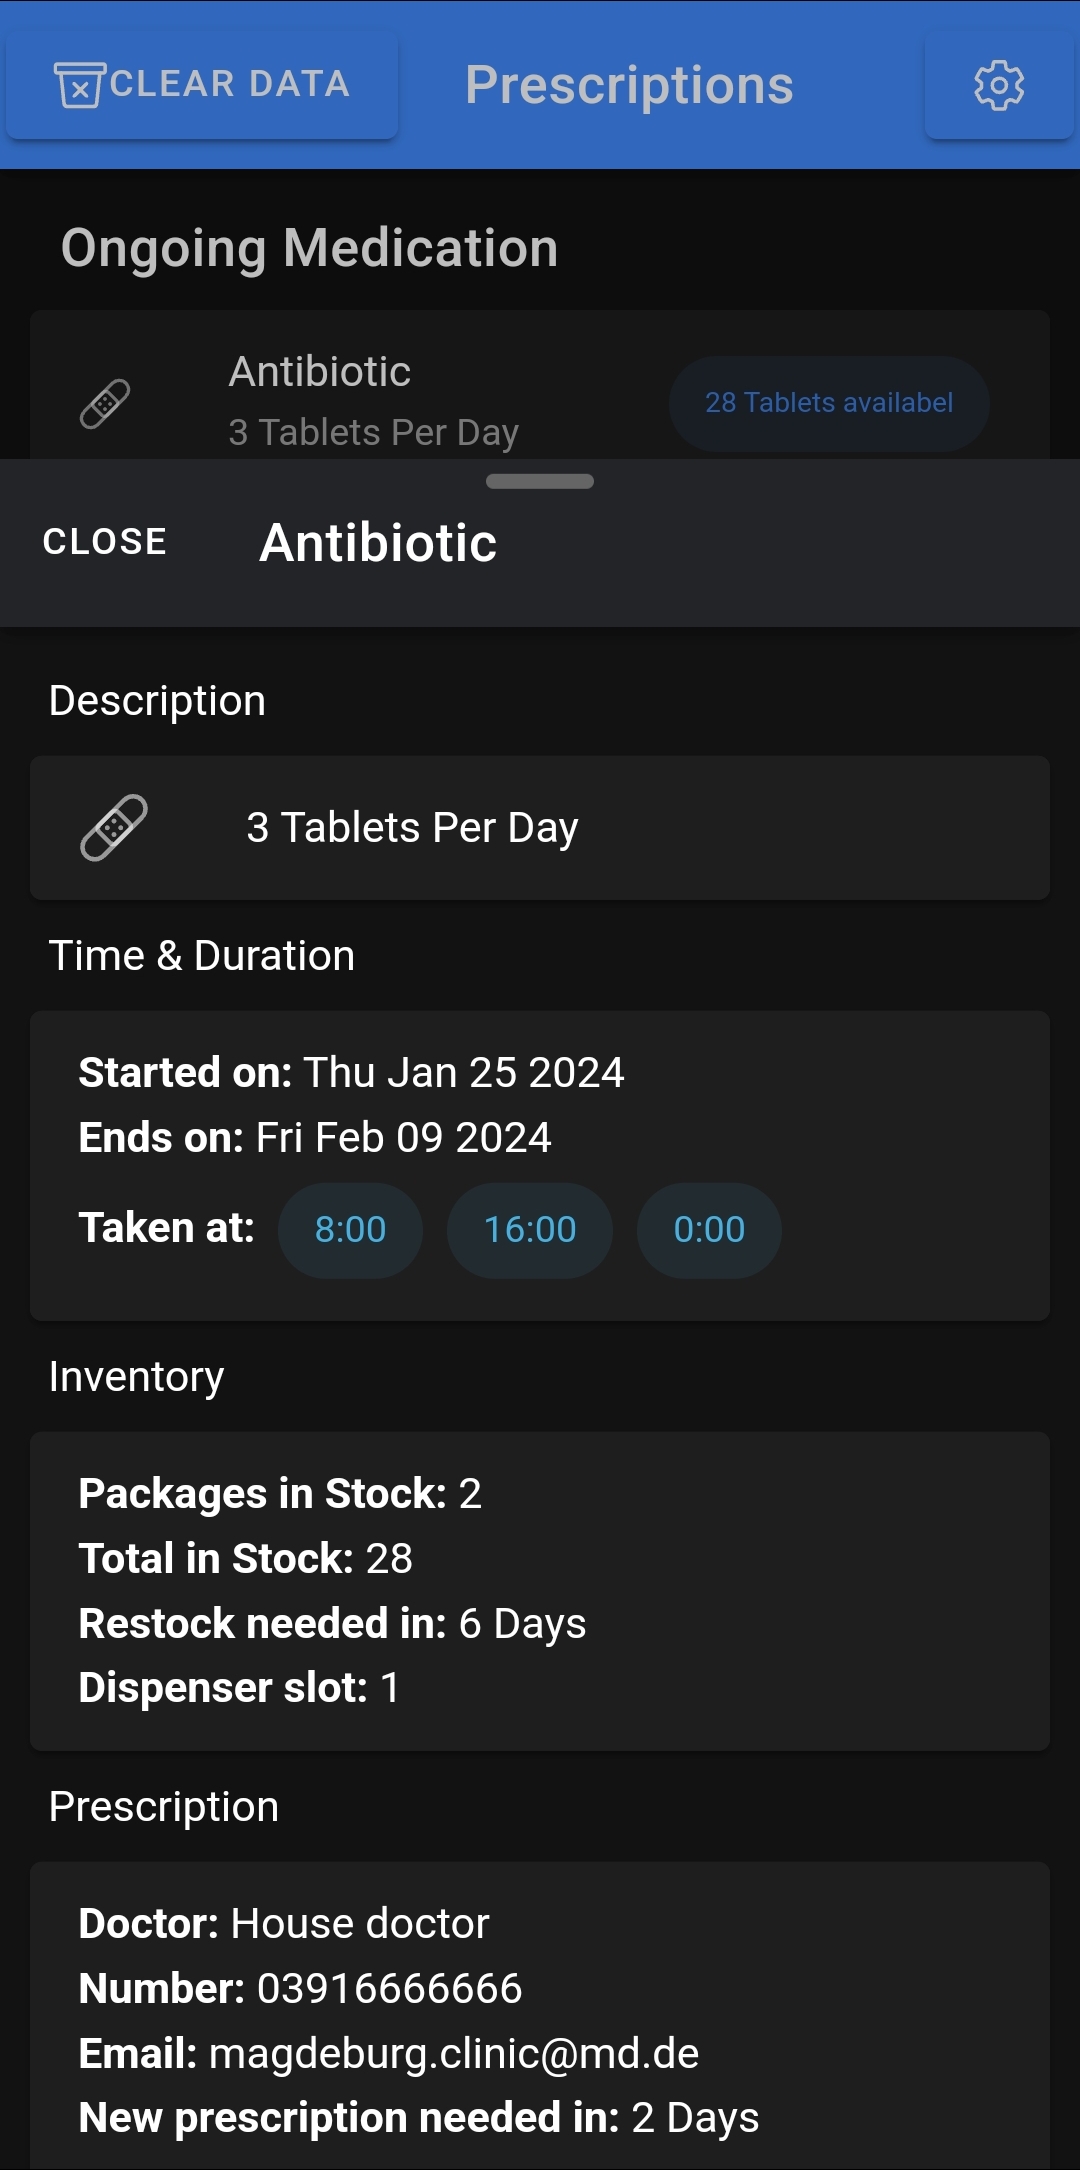 CLEAR DATA
Prescriptions
Ongoing Medication
Antibiotic
3 Tablets Per Day
28 Tablets availabel
CLOSE
Antibiotic
Description
3 Tablets Per Day
Time & Duration
Started on: Thu Jan 25 2024
Ends on: Fri Feb 09 2024
Taken at: 8:00 16:00 0:00
Inventory
Packages in Stock: 2
Total in Stock: 28
Restock needed in: 6 Days
Dispenser slot: 1
Prescription
Doctor: House doctor
Number: 03916666666
Email: magdeburg.clinic@md.de
New prescription needed in: 2 Days